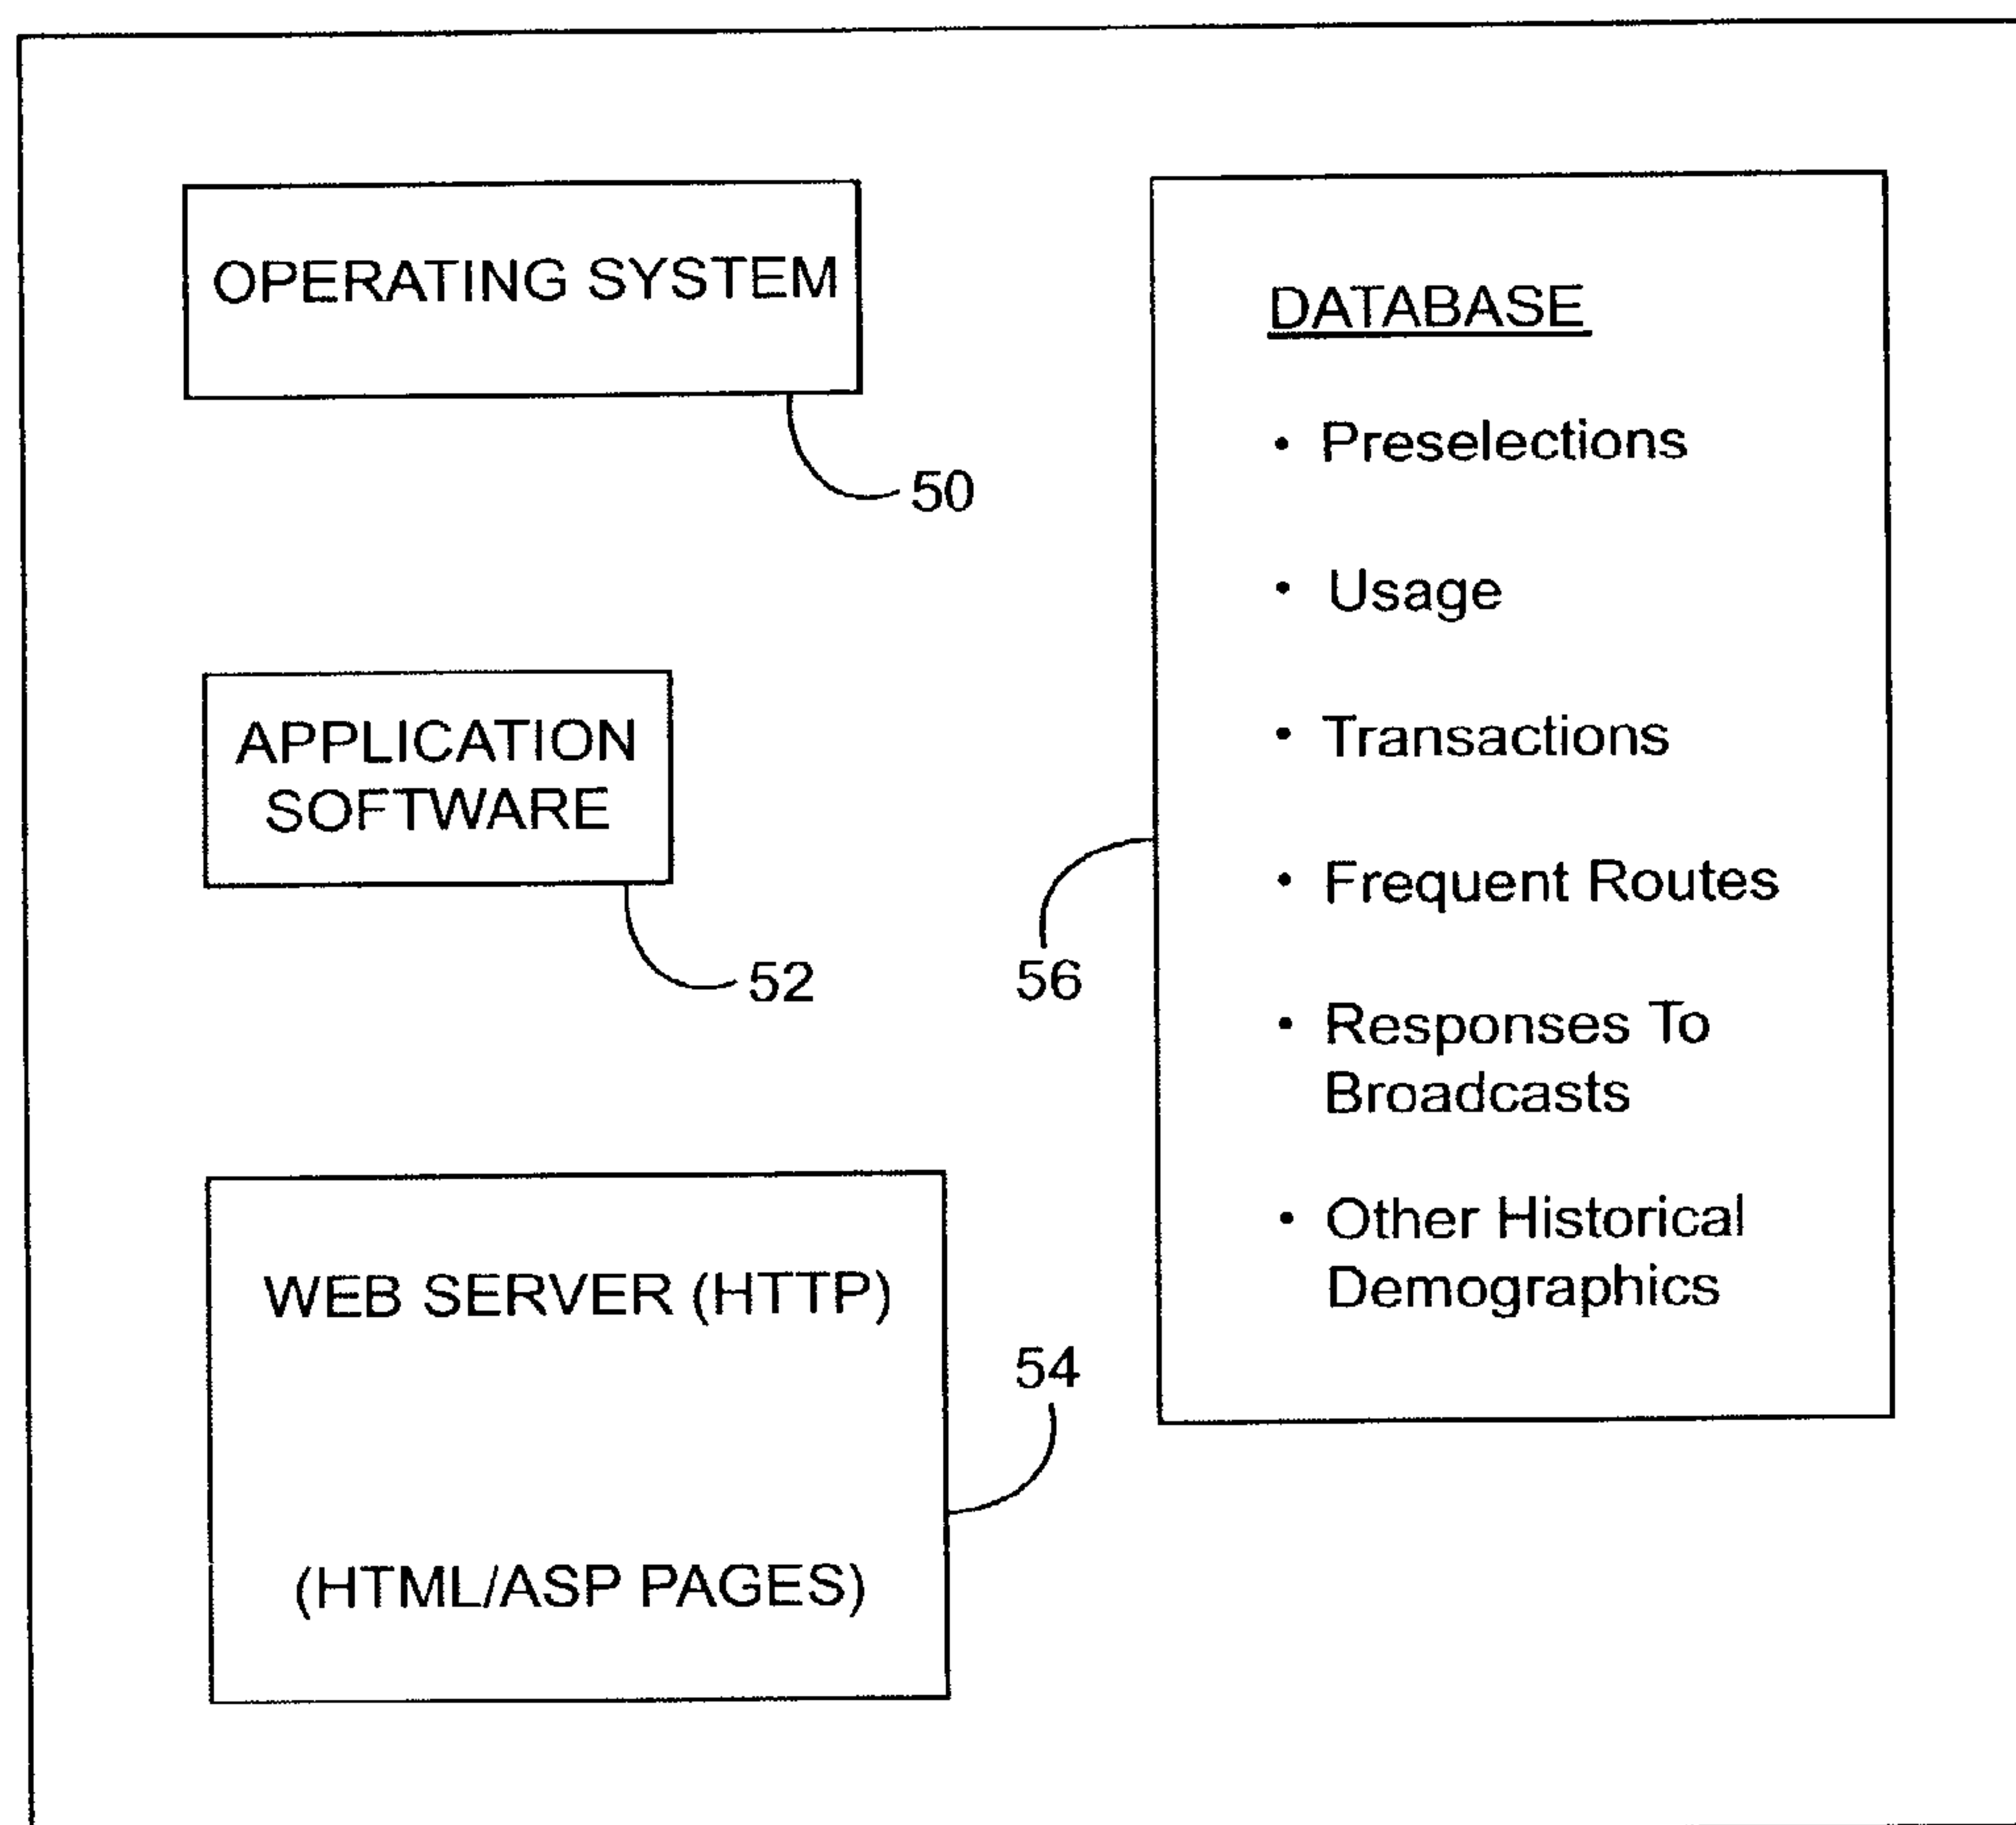 OPERATING SYSTEM
50
APPLICATION
SOFTWARE
52
WEB SERVER (HTTP)
(HTML/ASP PAGES)
54
DATABASE
• Preselections
• Usage
• Transactions
• Frequent Routes
• Responses To
Broadcasts
• Other Historical
Demographics
56